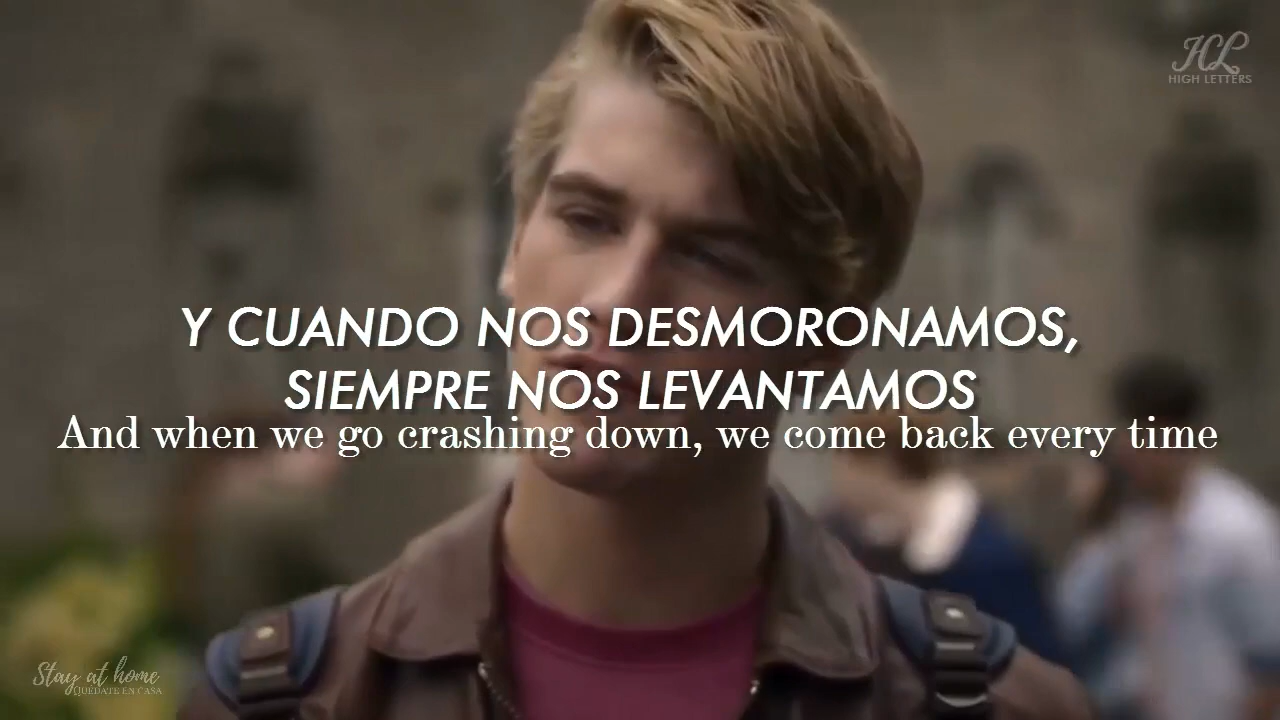 HL
HIGH LETTERS
Y CUANDO NOS DESMORONAMOS,
SIEMPRE NOS LEVANTAMOS
And when we go crashing down, we come back every time
Stay at home
QUÉDATE EN CASA